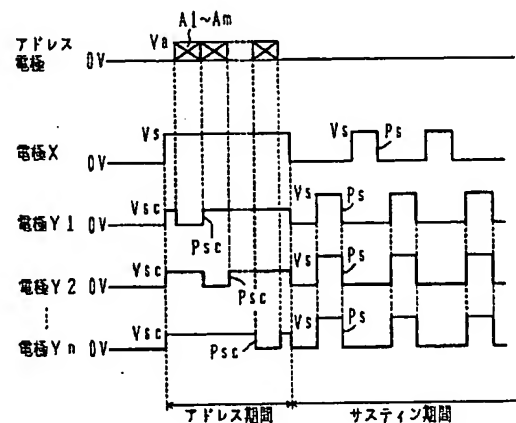 A1~Am
アドレス電極 Va 0V
電極X Vs 0V Vs Ps
電極Y1 Vsc 0V Psc Vs Ps
電極Y2 Vsc 0V Psc Vs Ps
電極Yn Vsc 0V Psc Vs Ps
アドレス期間 サスティン期間